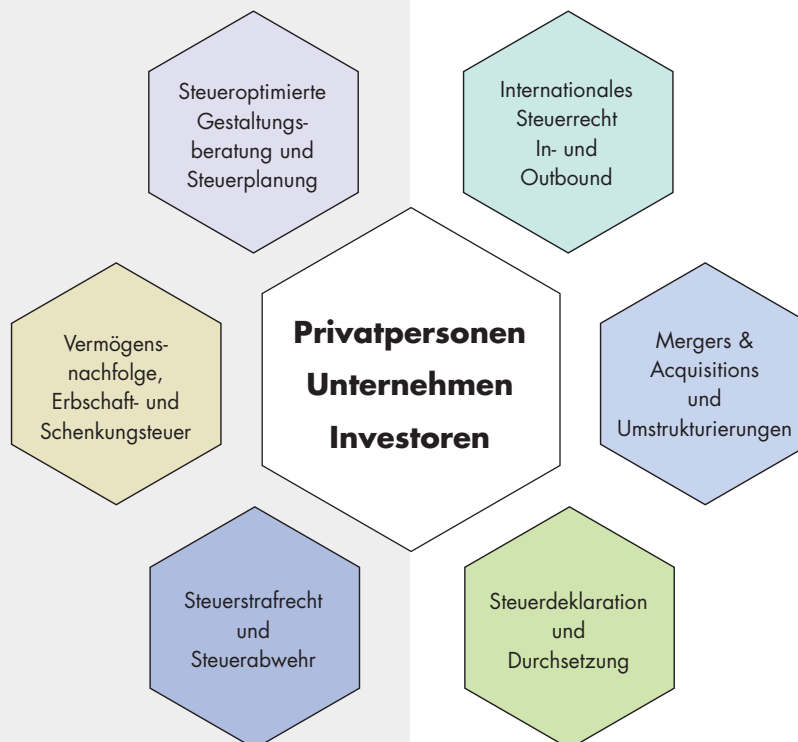 Steueroptimierte
Gestaltungs-
beratung und
Steuerplanung
Internationales
Steuerrecht
In- und
Outbound
Vermögens-
nachfolge,
Erbschaft- und
Schenkungsteuer
Privatpersonen
Unternehmen
Investoren
Mergers &
Acquisitions
und
Umstrukturierungen
Steuerstrafrecht
und
Steuerabwehr
Steuerdeklaration
und
Durchsetzung